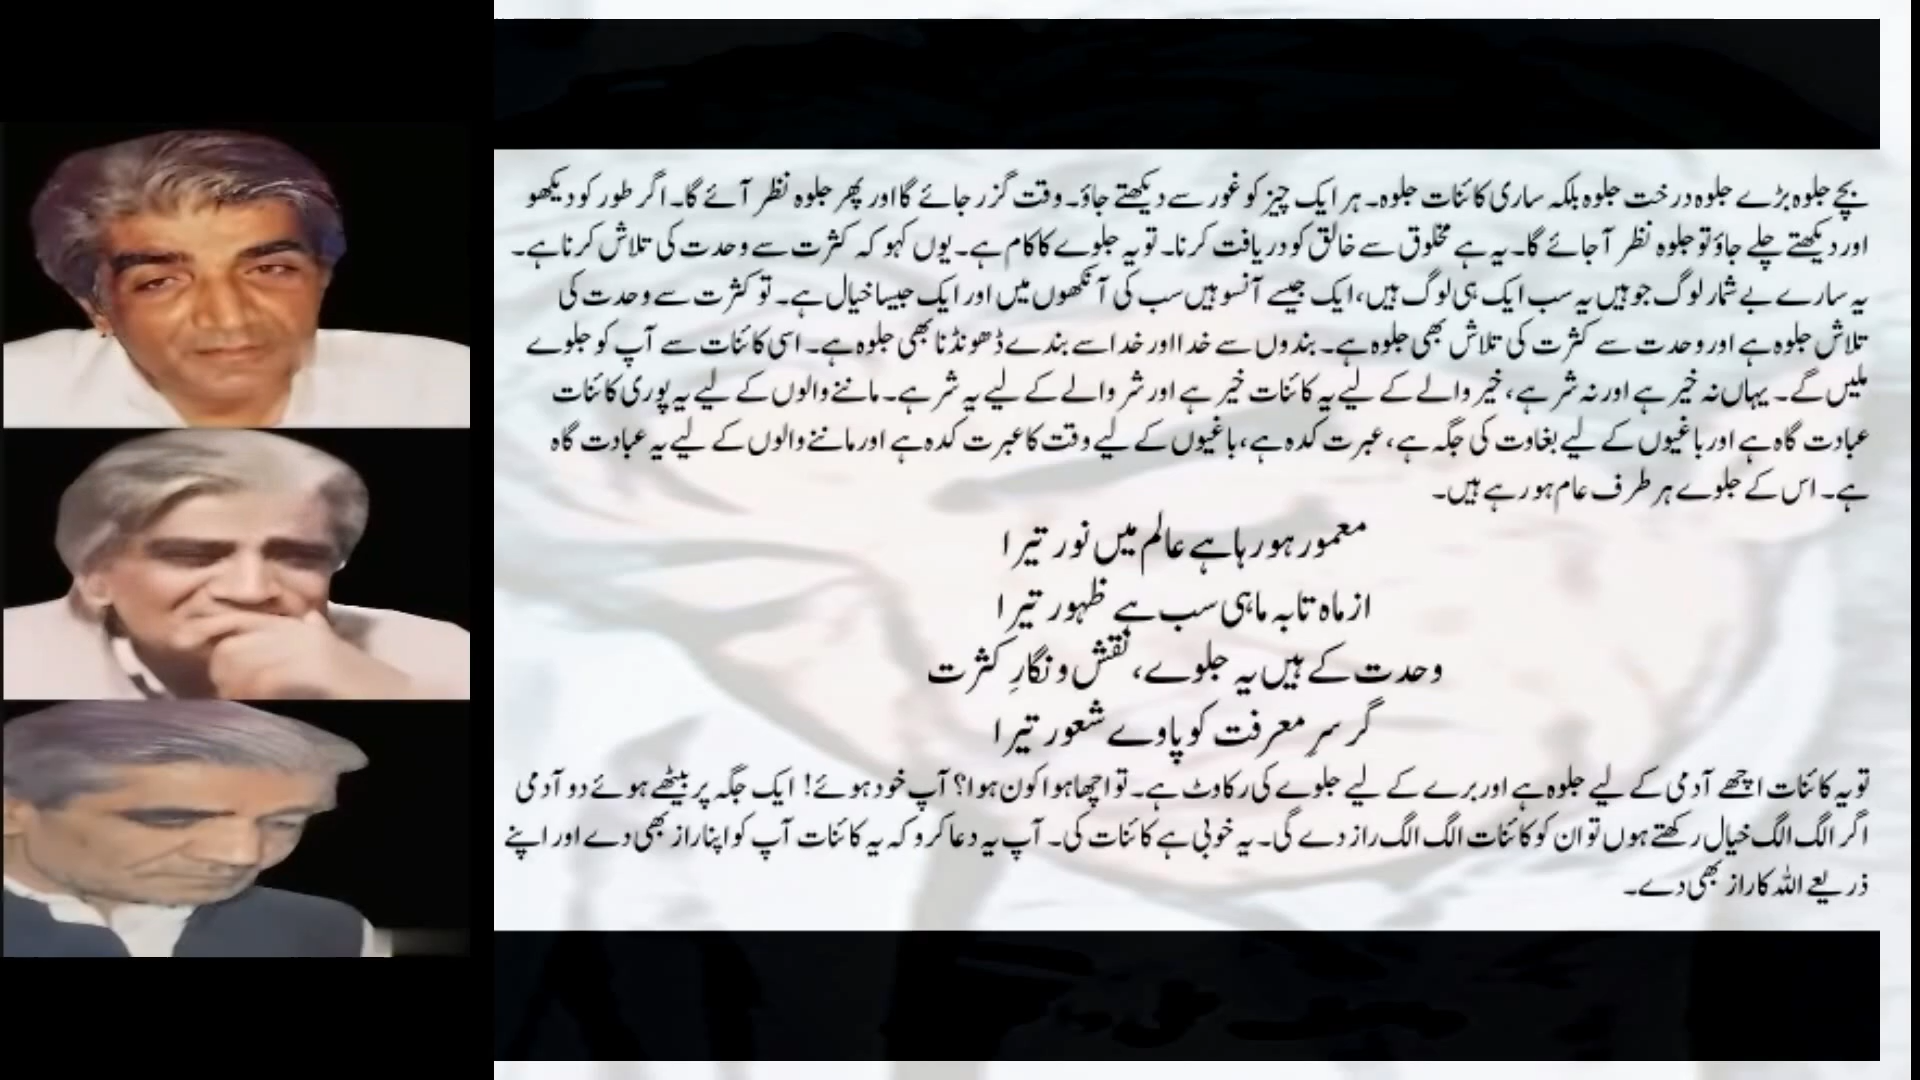 بچے جلوہ بڑے جلوہ درخت جلوہ بلکہ ساری کائنات جلوہ۔ ہر ایک چیز کو غور سے دیکھتے جاؤ۔ وقت گزر جائے گا اور پھر جلوہ نظر آئے گا۔ اگر طور کو دیکھو
اور دیکھتے چلے جاؤ تو جلوہ نظر آ جائے گا۔ یہ ہے مخلوق سے خالق کو دریافت کرنا۔ تو یہ جلوے کا کام ہے۔ یوں کہو کہ کثرت سے وحدت کی تلاش کرنا ہے۔
یہ سارے بے شمار لوگ جو ہیں یہ سب ایک ہی لوگ ہیں، ایک جیسے آنسو ہیں سب کی آنکھوں میں اور ایک جیسا خیال ہے۔ تو کثرت سے وحدت کی
تلاش جلوہ ہے اور وحدت سے کثرت کی تلاش بھی جلوہ ہے۔ بندوں سے خدا اور خدا سے بندے ڈھونڈنا بھی جلوہ ہے۔ اسی کائنات سے آپ کو جلوے
ملیں گے۔ یہاں نہ خیر ہے اور نہ شر ہے، خیر والے کے لیے یہ کائنات خیر ہے اور شر والے کے لیے یہ شر ہے۔ ماننے والوں کے لیے یہ پوری کائنات
عبادت گاہ ہے اور باغیوں کے لیے بغاوت کی جگہ ہے، عبرت کدہ ہے، باغیوں کے لیے وقت کا عبرت کدہ ہے اور ماننے والوں کے لیے یہ عبادت گاہ
ہے۔ اس کے جلوے ہر طرف عام ہو رہے ہیں۔
معمور ہو رہا ہے عالم میں نور تیرا
از ماہ تا بہ ماہی سب ہے ظہور تیرا
وحدت کے ہیں یہ جلوے، نقش و نگارِ کثرت
گر سرِ معرفت کو پاوے شعور تیرا
تو یہ کائنات اچھے آدمی کے لیے جلوہ ہے اور برے کے لیے جلوے کی رکاوٹ ہے۔ تو اچھا ہوا کون ہوا؟ آپ خود ہوئے! ایک جگہ پر بیٹھے ہوئے دو آدمی
اگر الگ الگ خیال رکھتے ہوں تو ان کو کائنات الگ الگ راز دے گی۔ یہ خوبی ہے کائنات کی۔ آپ یہ دعا کرو کہ یہ کائنات آپ کو اپنا راز بھی دے اور اپنے
ذریعے اللہ کا راز بھی دے۔